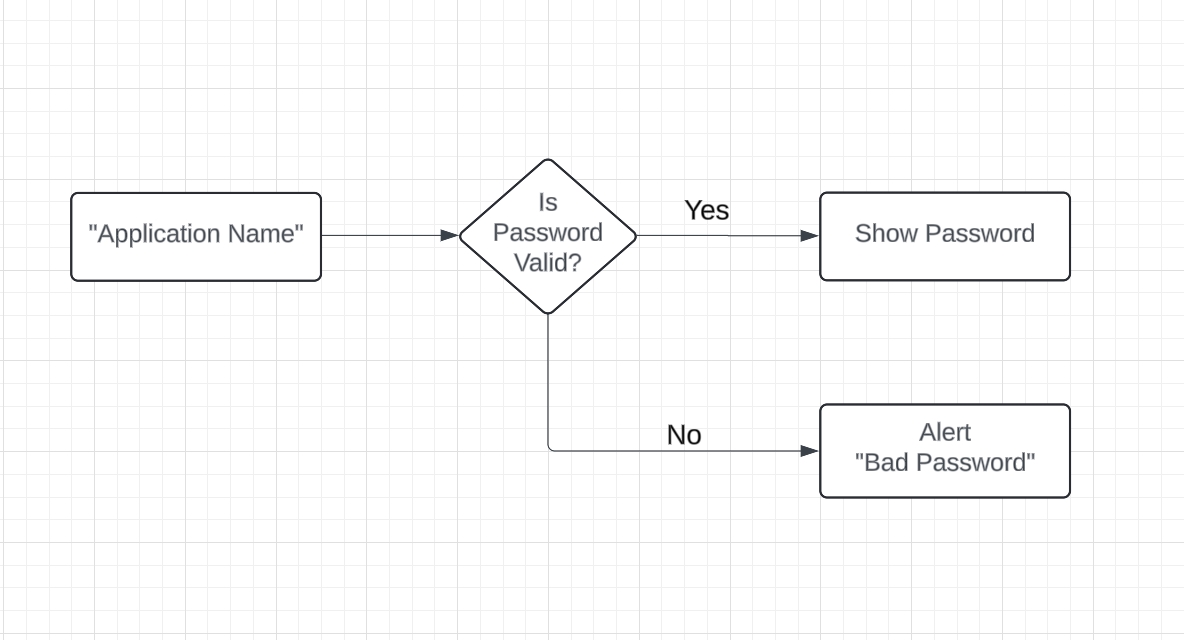 "Application Name"
Is
Password
Valid?
Yes
Show Password
No
Alert
"Bad Password"